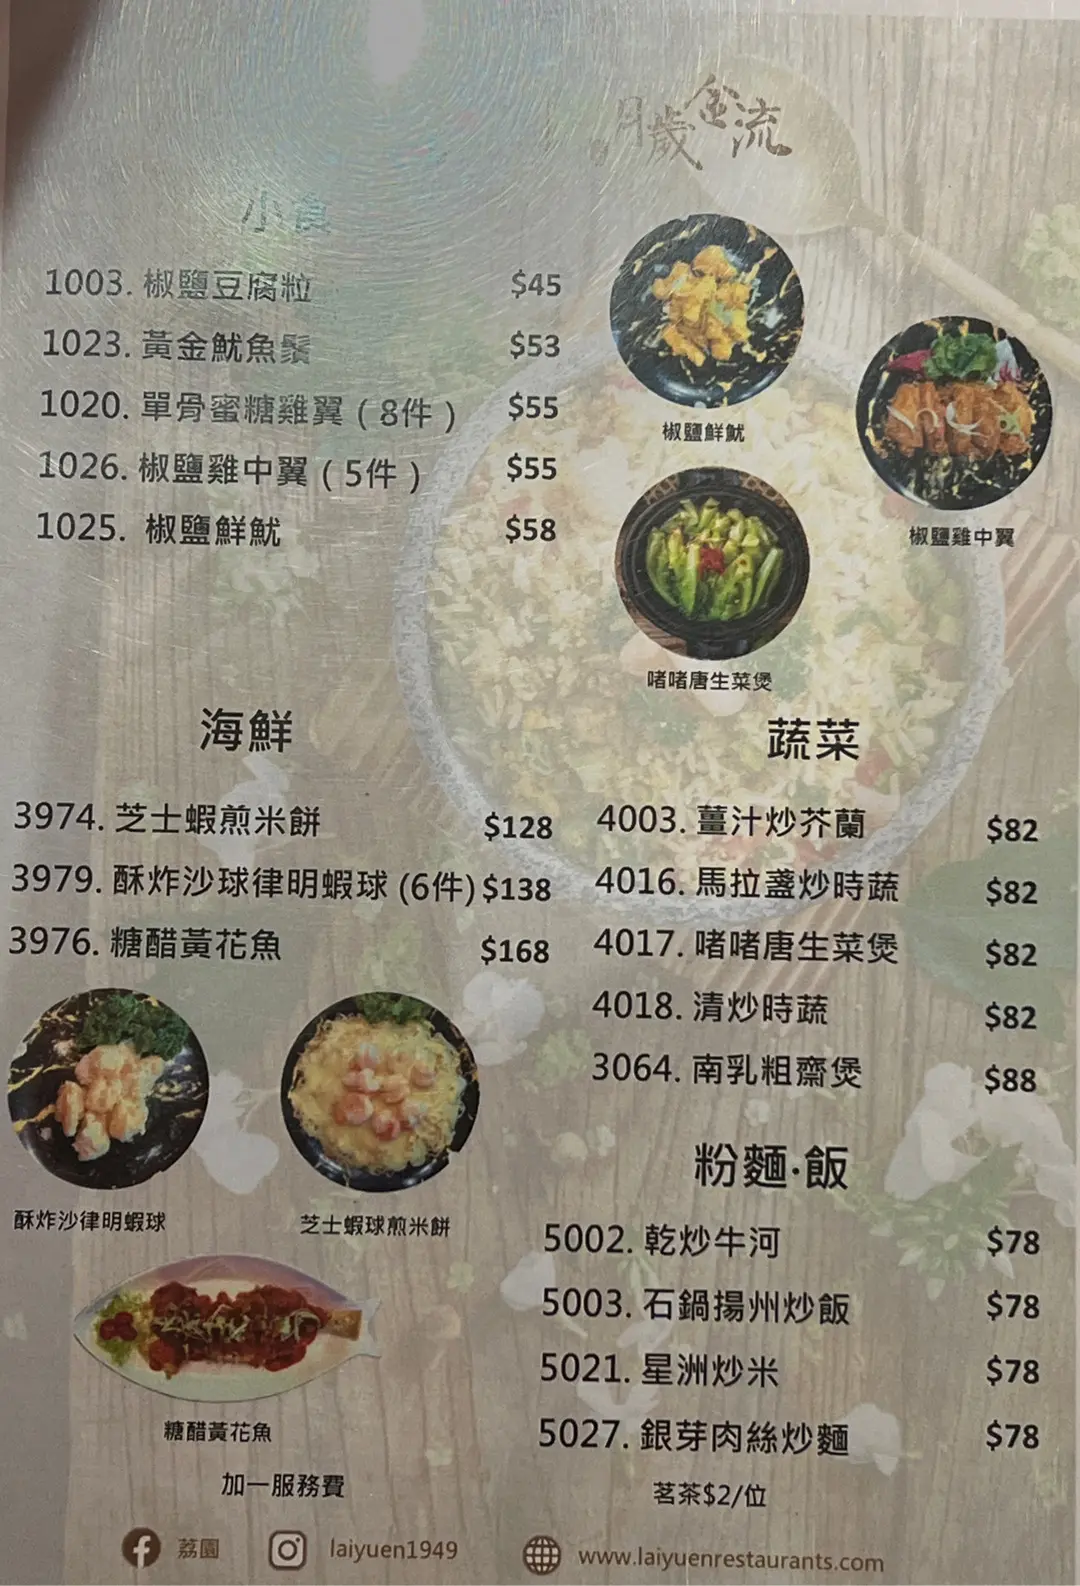 月歲金流
小食
1003. 椒鹽豆腐粒 $45
1023. 黃金魷魚鬚 $53
1020. 單骨蜜糖雞翼 ( 8件 ) $55
1026. 椒鹽雞中翼 ( 5件 ) $55
1025. 椒鹽鮮魷 $58
椒鹽鮮魷
椒鹽雞中翼
啫啫唐生菜煲
海鮮
3974. 芝士蝦煎米餅 $128
3979. 酥炸沙球律明蝦球 (6件) $138
3976. 糖醋黃花魚 $168
酥炸沙律明蝦球
芝士蝦球煎米餅
糖醋黃花魚
加一服務費
蔬菜
4003. 薑汁炒芥蘭 $82
4016. 馬拉盞炒時蔬 $82
4017. 啫啫唐生菜煲 $82
4018. 清炒時蔬 $82
3064. 南乳粗齋煲 $88
粉麵·飯
5002. 乾炒牛河 $78
5003. 石鍋揚州炒飯 $78
5021. 星洲炒米 $78
5027. 銀芽肉絲炒麵 $78
茗茶$2/位
荔園
laiyuen1949
www.laiyuenrestaurants.com